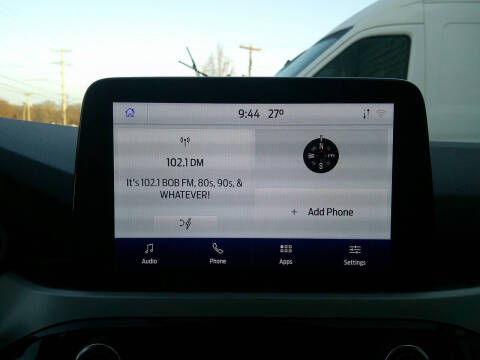 9:44 27°
102.1 DM
It's 102.1 BOB FM, 80s, 90s, &
WHATEVER!
N
W E
S
+ Add Phone
Audio Phone Apps Settings